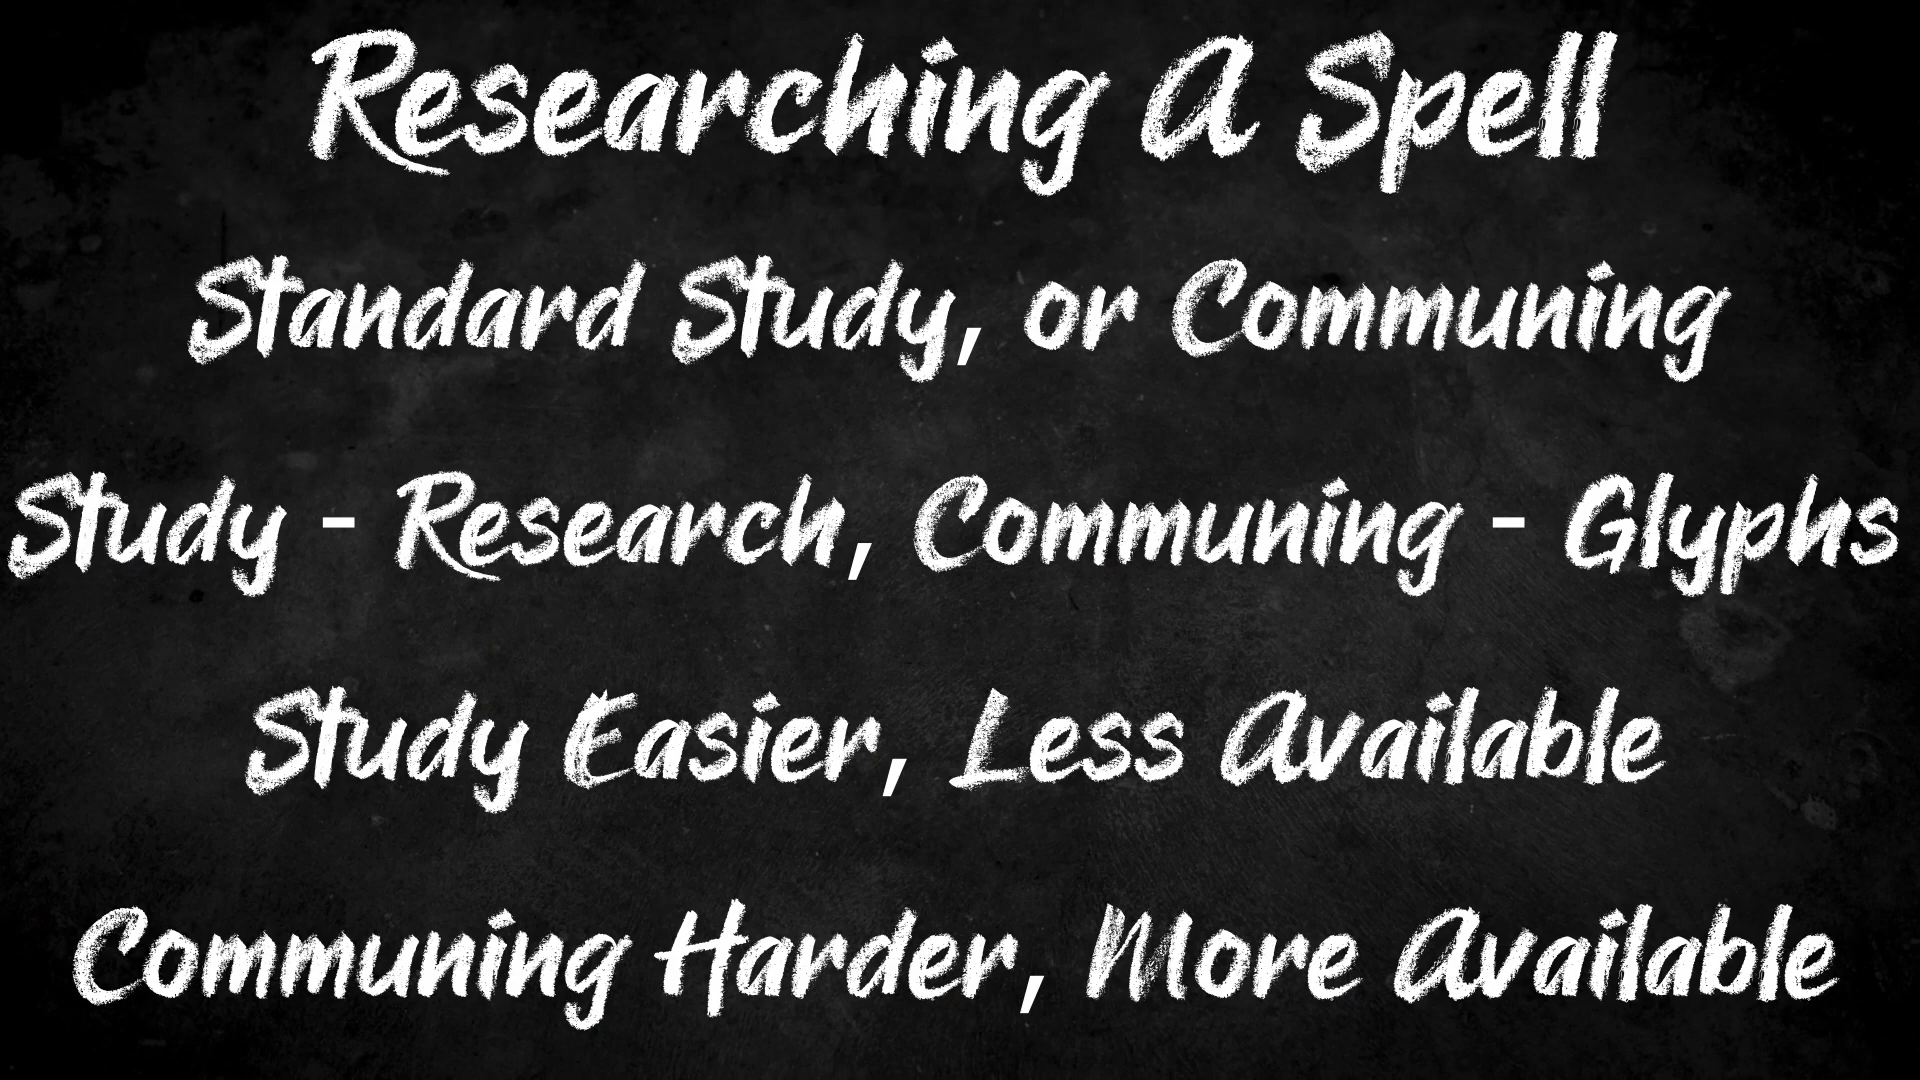 Researching A Spell
Standard Study, or Communing
Study - Research, Communing - Glyphs
Study Easier, Less Available
Communing Harder, More Available